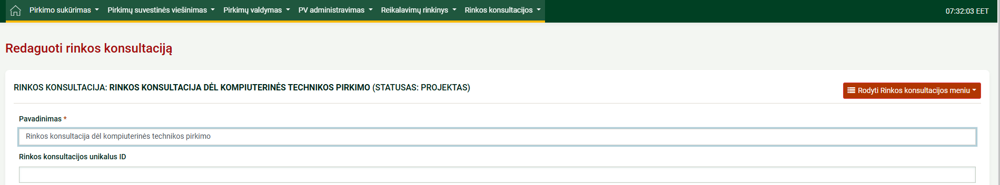 Pirkimo sukūrimas Pirkimų suvestinės viešinimas Pirkimų valdymas PV administravimas Reikalavimų rinkinys Rinkos konsultacijos 07:32:03 EET
Redaguoti rinkos konsultaciją
RINKOS KONSULTACIJA: RINKOS KONSULTACIJA DĖL KOMPIUTERINĖS TECHNIKOS PIRKIMO (STATUSAS: PROJEKTAS) Rodyti Rinkos konsultacijos meniu
Pavadinimas *
Rinkos konsultacija dėl kompiuterinės technikos pirkimo
Rinkos konsultacijos unikalus ID